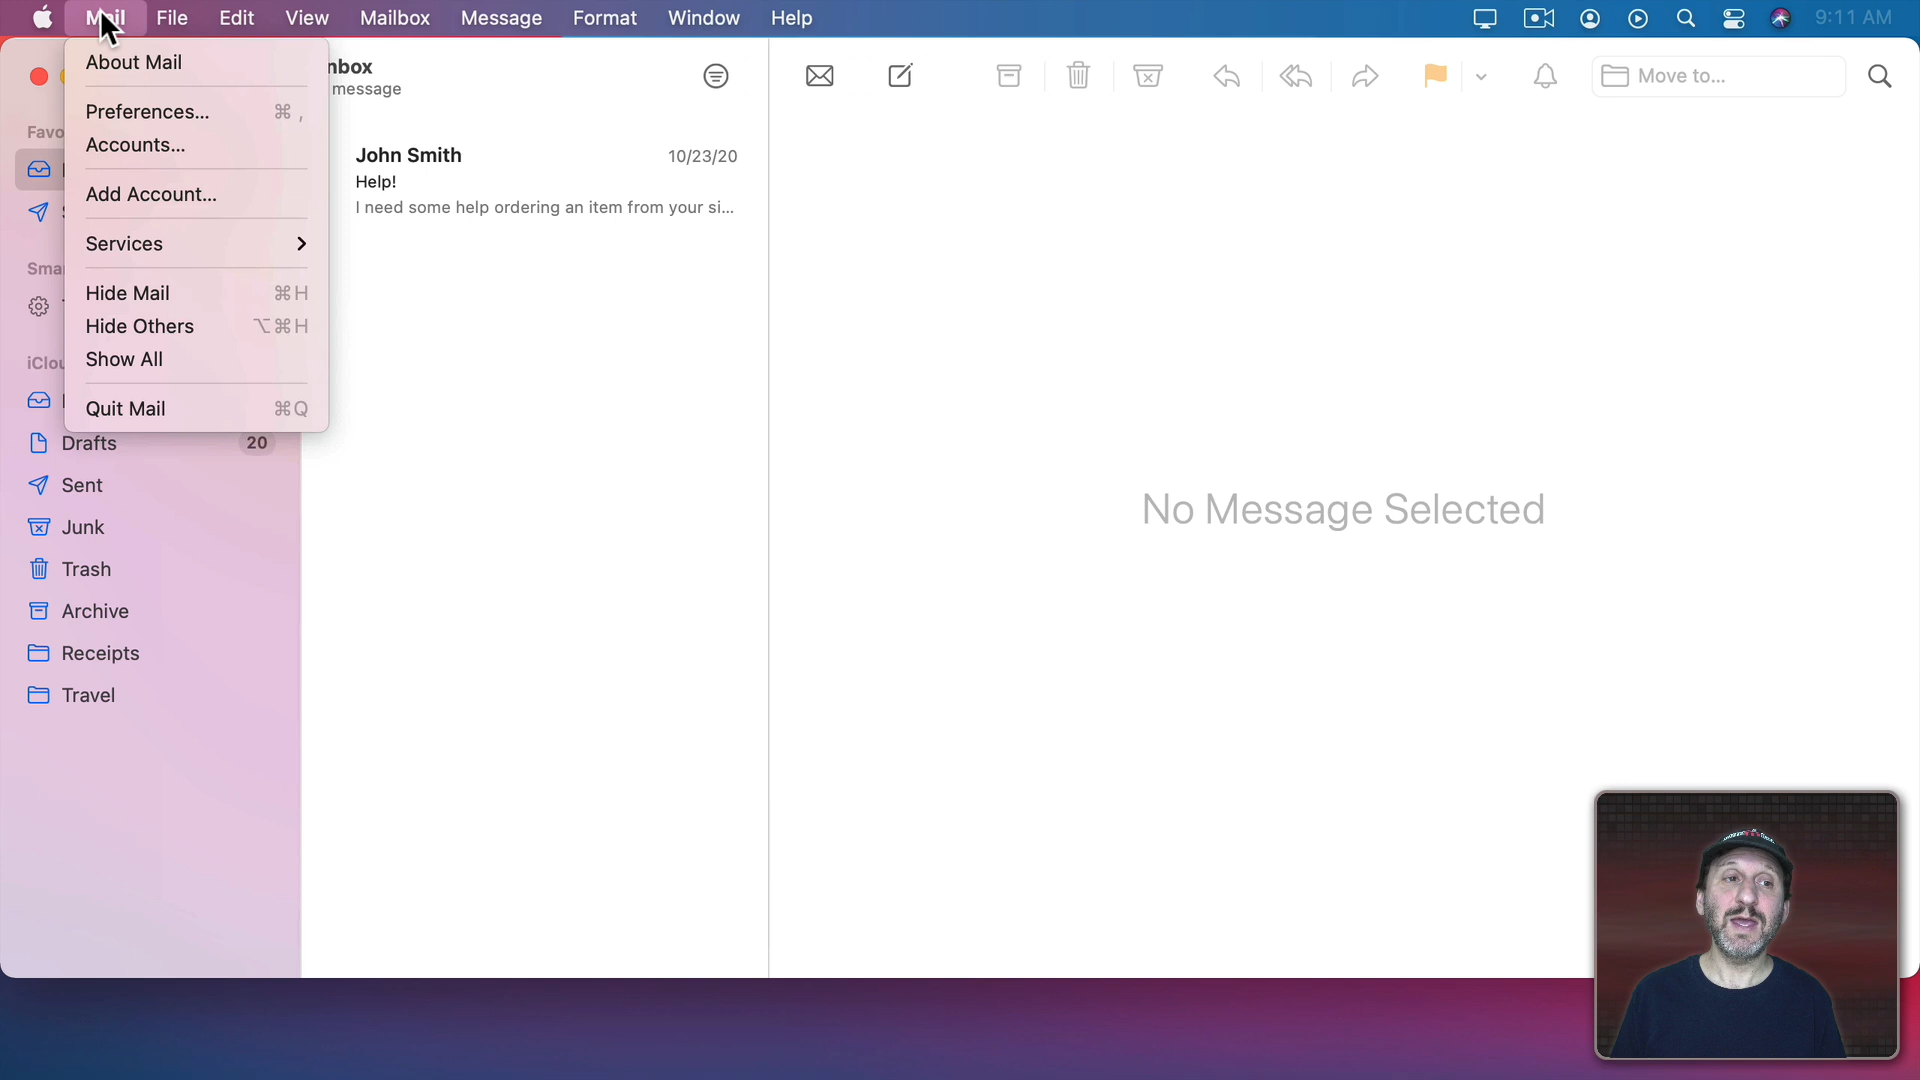 Mail File Edit View Mailbox Message Format Window Help 9:11 AM
About Mail
Preferences... ⌘ ,
Accounts...
Add Account...
Services
Hide Mail ⌘H
Hide Others ⌥⌘H
Show All
Quit Mail ⌘Q
nbox
message
Move to...
Favo
Smar
iClou
Drafts 20
Sent
Junk
Trash
Archive
Receipts
Travel
John Smith 10/23/20
Help!
I need some help ordering an item from your si...
No Message Selected